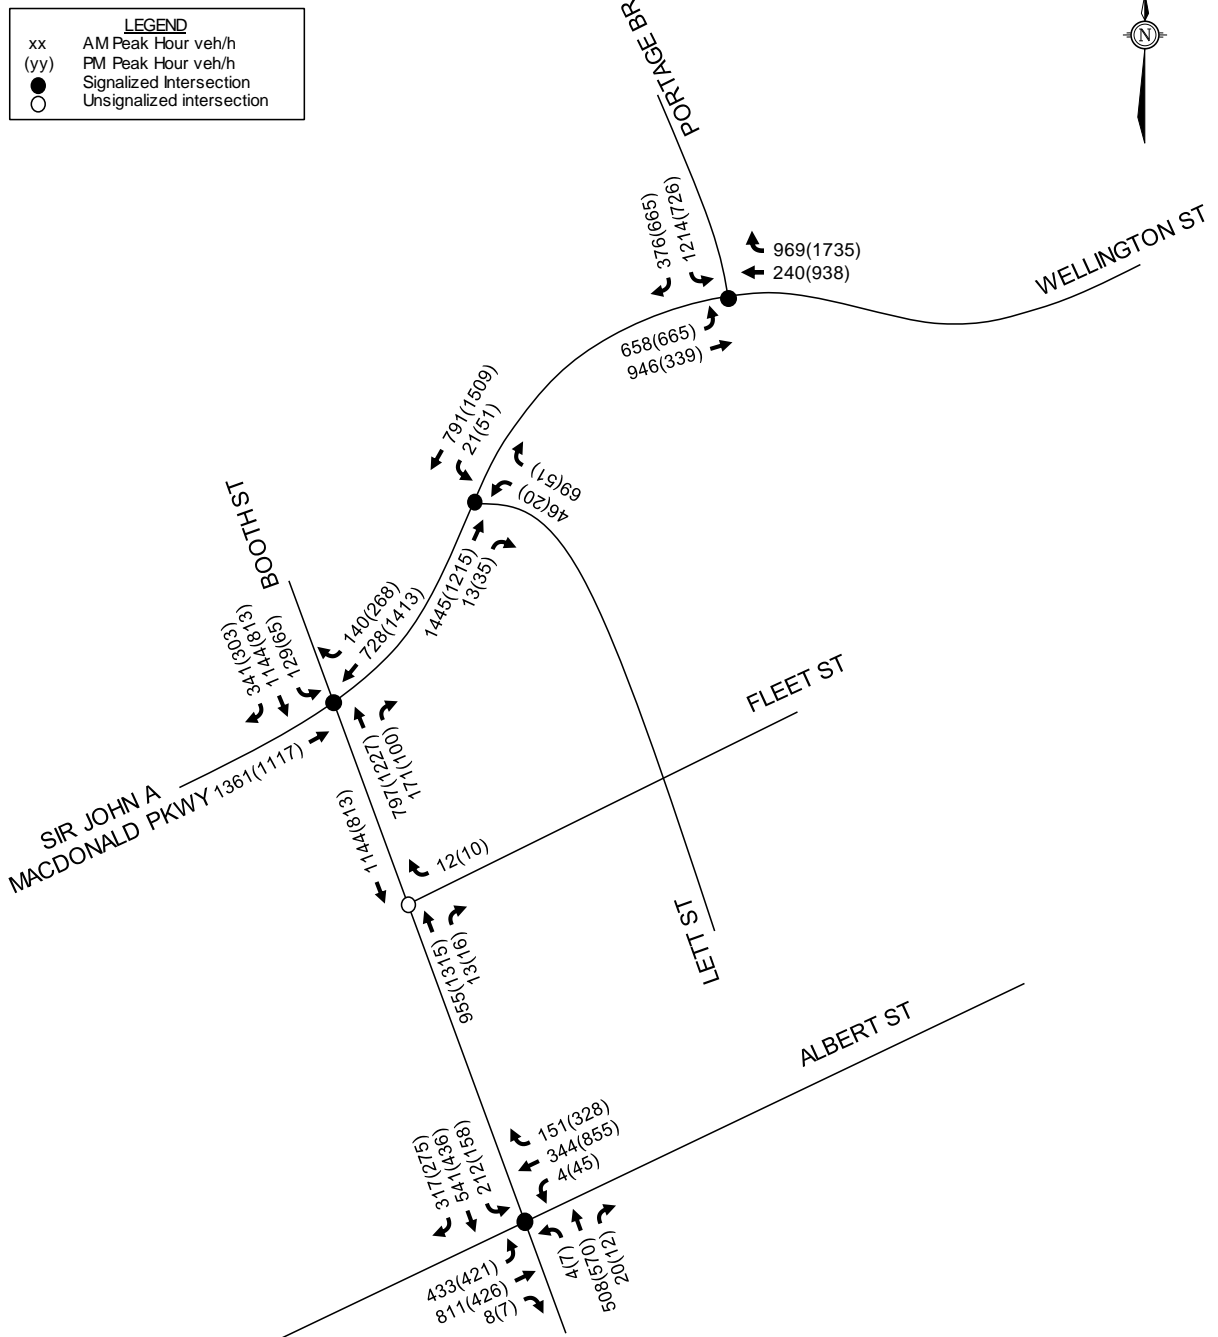 LEGEND
xx AM Peak Hour veh/h
(yy) PM Peak Hour veh/h
Signalized Intersection
Unsignalized intersection
N
PORTAGE BR
WELLINGTON ST
376(665)
1214(726)
969(1735)
240(938)
658(665)
946(339)
791(1509)
21(51)
69(51)
46(20)
1445(1215)
13(35)
BOOTH ST
341(303)
1144(813)
129(65)
140(268)
728(1413)
SIR JOHN A
MACDONALD PKWY
1361(1117)
797(1227)
171(100)
FLEET ST
1144(813)
12(10)
955(1315)
13(16)
LETT ST
ALBERT ST
317(275)
541(436)
212(158)
151(328)
344(855)
4(45)
433(421)
811(426)
8(7)
4(7)
508(570)
20(12)